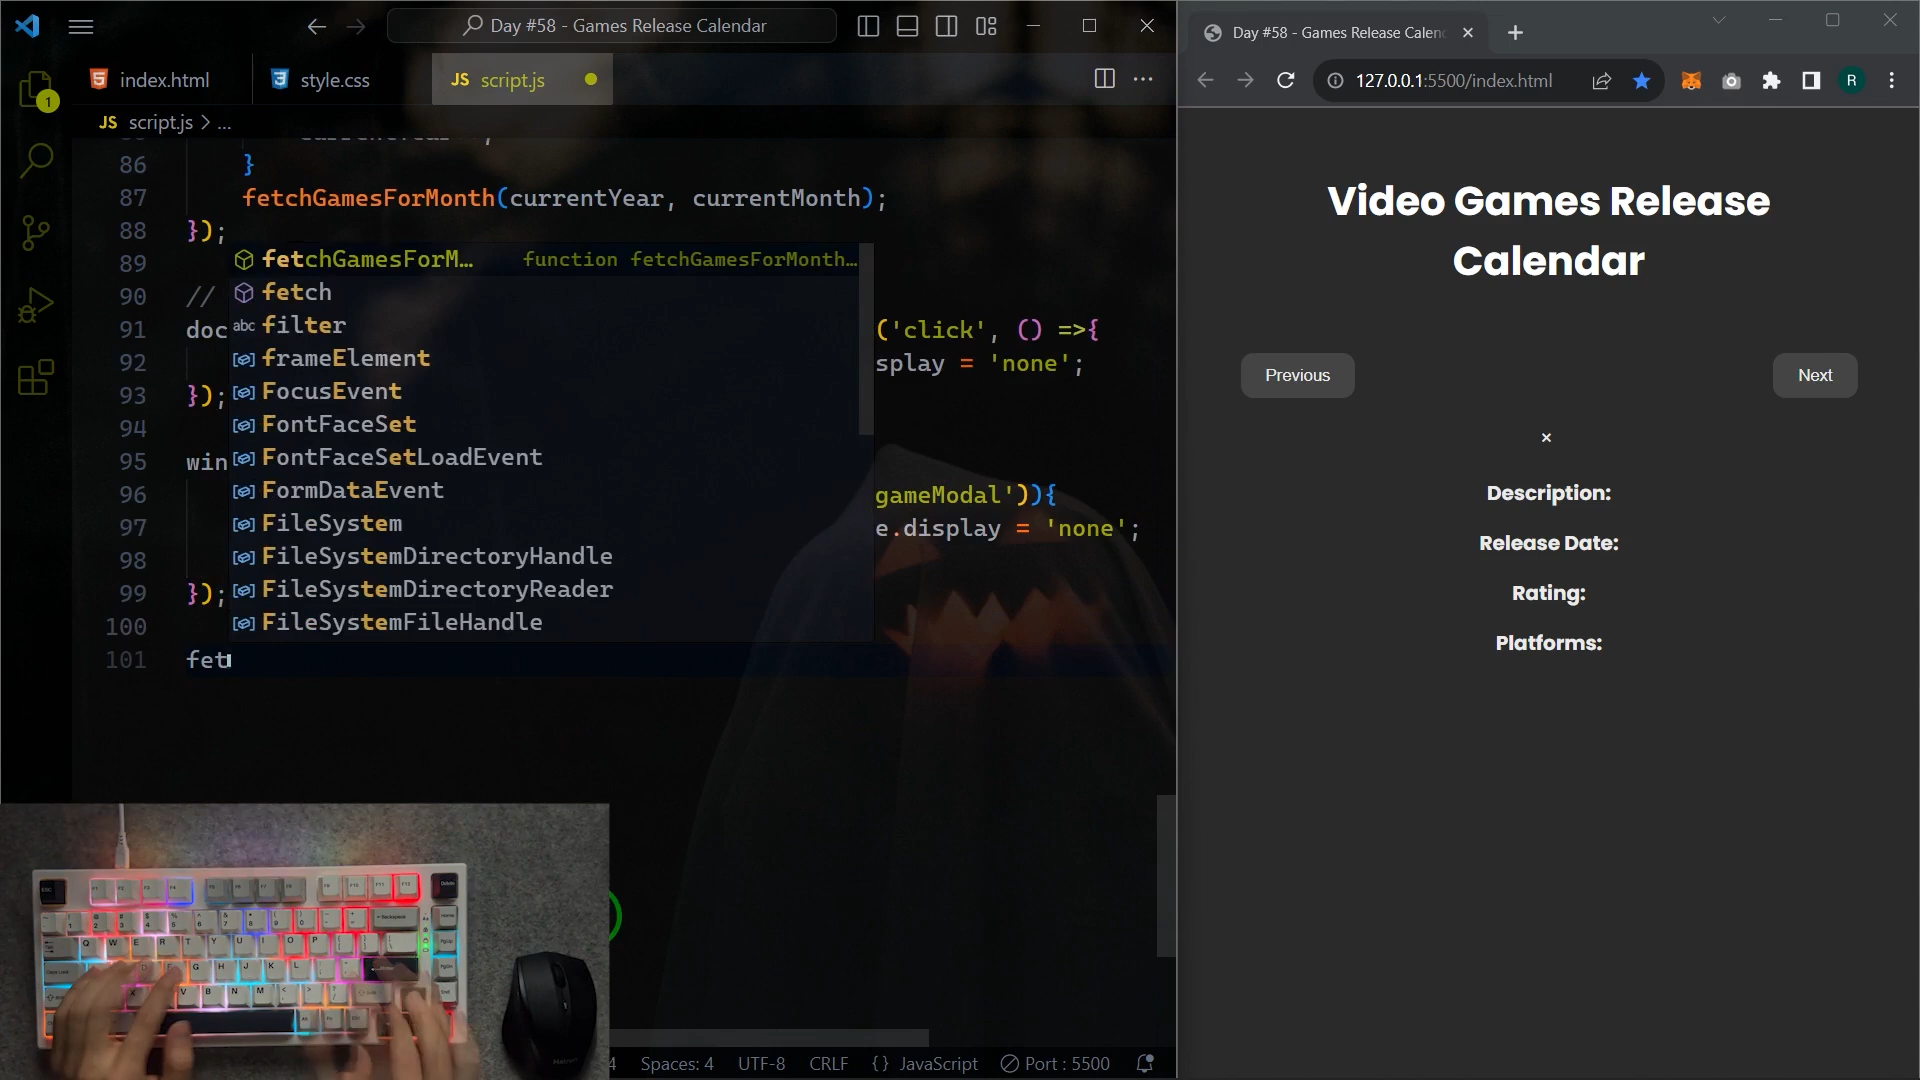 Day #58 - Games Release Calendar
index.html
style.css
JS script.js
1
JS script.js > ...
86 }
87 fetchGamesForMonth(currentYear, currentMonth);
88 });
89
90 //
91 doc ('click', () =>{
92 splay = 'none';
93 });
94
95 win
96 gameModal')){
97 e.display = 'none';
98
99 });
100
101 fet
fetchGamesForM... function fetchGamesForMonth...
fetch
abc filter
frameElement
FocusEvent
FontFaceSet
FontFaceSetLoadEvent
FormDataEvent
FileSystem
FileSystemDirectoryHandle
FileSystemDirectoryReader
FileSystemFileHandle
4 Spaces: 4 UTF-8 CRLF {} JavaScript Port : 5500
Day #58 - Games Release Calen
127.0.0.1:5500/index.html
R
Video Games Release
Calendar
Previous
Next
×
Description:
Release Date:
Rating:
Platforms: